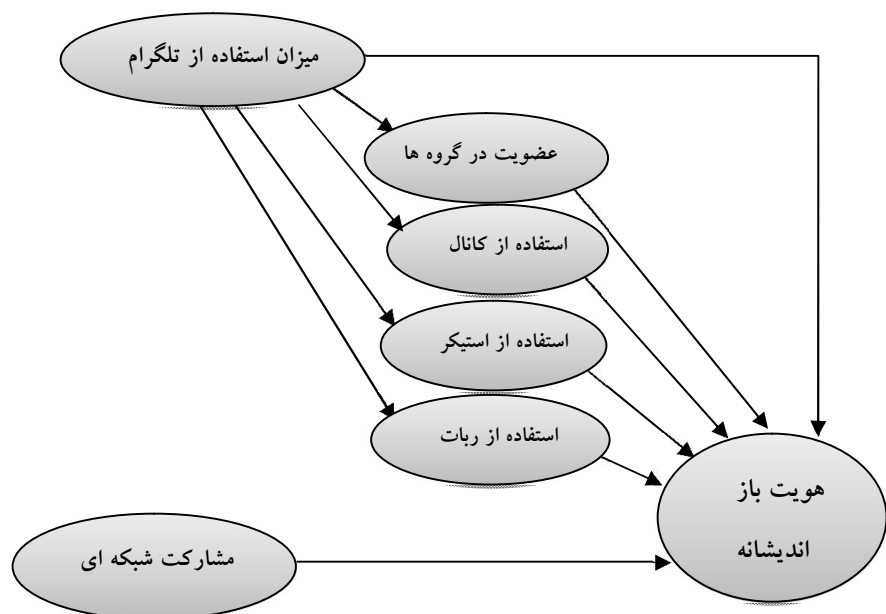 میزان استفاده از تلگرام
عضویت در گروه ها
استفاده از کانال
استفاده از استیکر
استفاده از ربات
هویت باز
اندیشانه
مشارکت شبکه ای